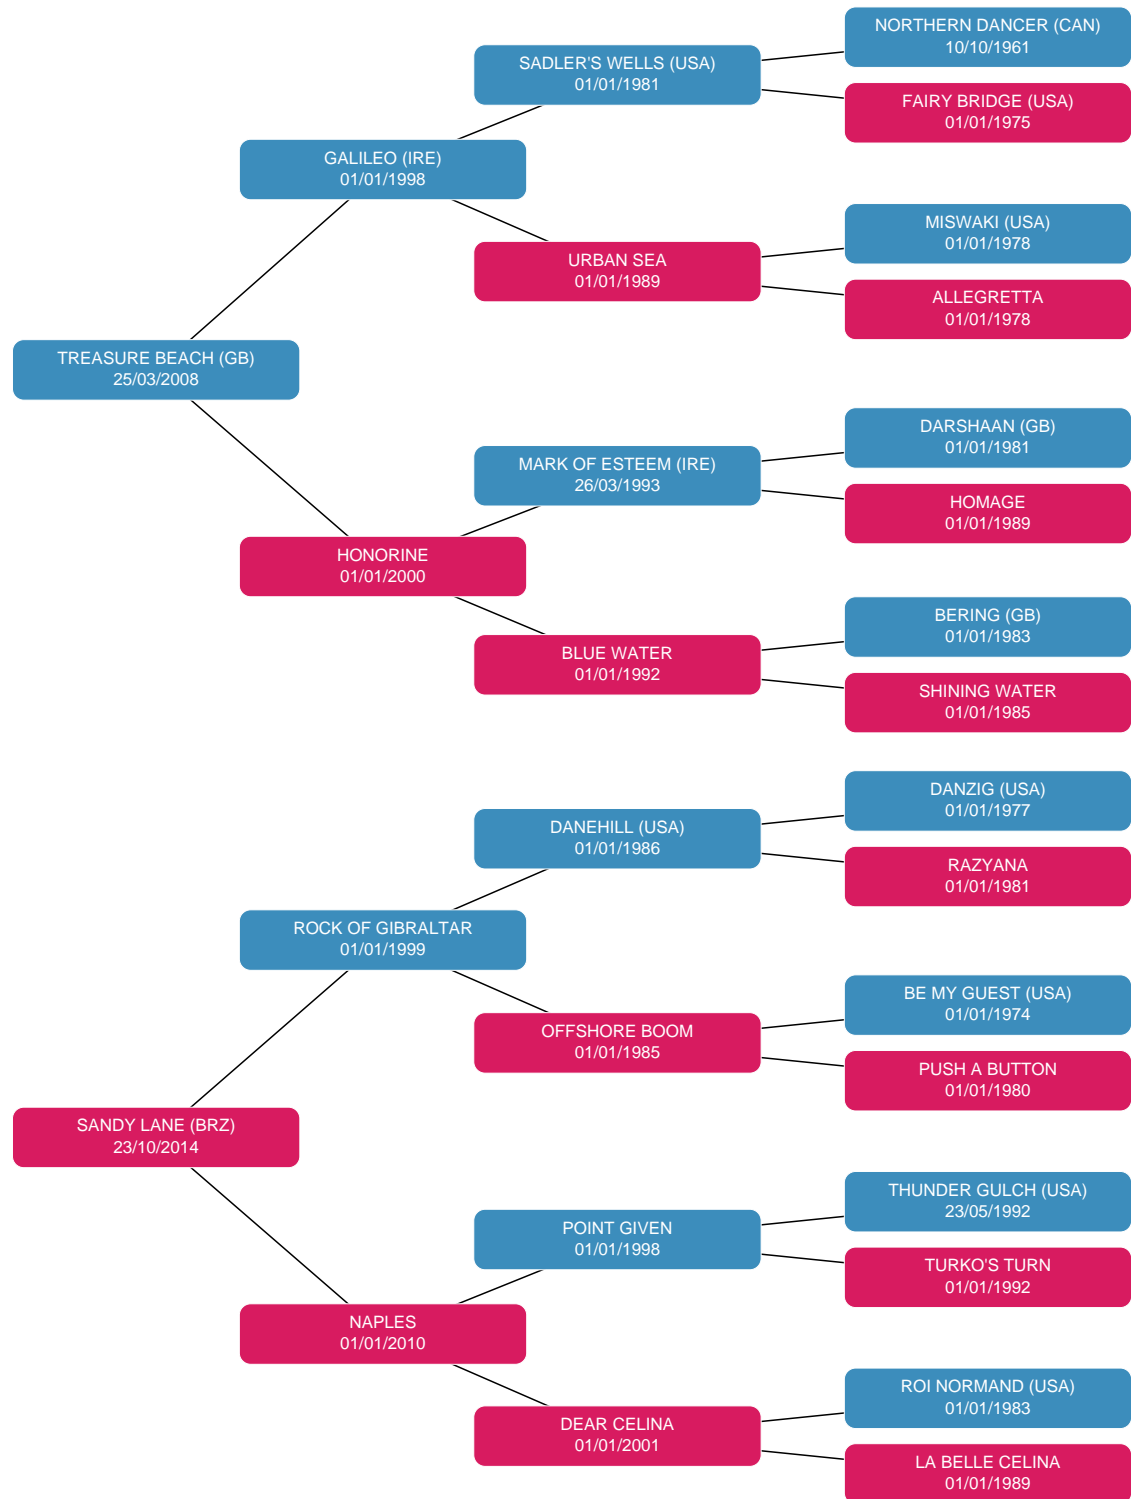 NORTHERN DANCER (CAN)
10/10/1961
SADLER'S WELLS (USA)
01/01/1981
FAIRY BRIDGE (USA)
01/01/1975
GALILEO (IRE)
01/01/1998
MISWAKI (USA)
01/01/1978
URBAN SEA
01/01/1989
ALLEGRETTA
01/01/1978
TREASURE BEACH (GB)
25/03/2008
DARSHAAN (GB)
01/01/1981
MARK OF ESTEEM (IRE)
26/03/1993
HOMAGE
01/01/1989
HONORINE
01/01/2000
BERING (GB)
01/01/1983
BLUE WATER
01/01/1992
SHINING WATER
01/01/1985
DANZIG (USA)
01/01/1977
DANEHILL (USA)
01/01/1986
RAZYANA
01/01/1981
ROCK OF GIBRALTAR
01/01/1999
BE MY GUEST (USA)
01/01/1974
OFFSHORE BOOM
01/01/1985
PUSH A BUTTON
01/01/1980
SANDY LANE (BRZ)
23/10/2014
THUNDER GULCH (USA)
23/05/1992
POINT GIVEN
01/01/1998
TURKO'S TURN
01/01/1992
NAPLES
01/01/2010
ROI NORMAND (USA)
01/01/1983
DEAR CELINA
01/01/2001
LA BELLE CELINA
01/01/1989